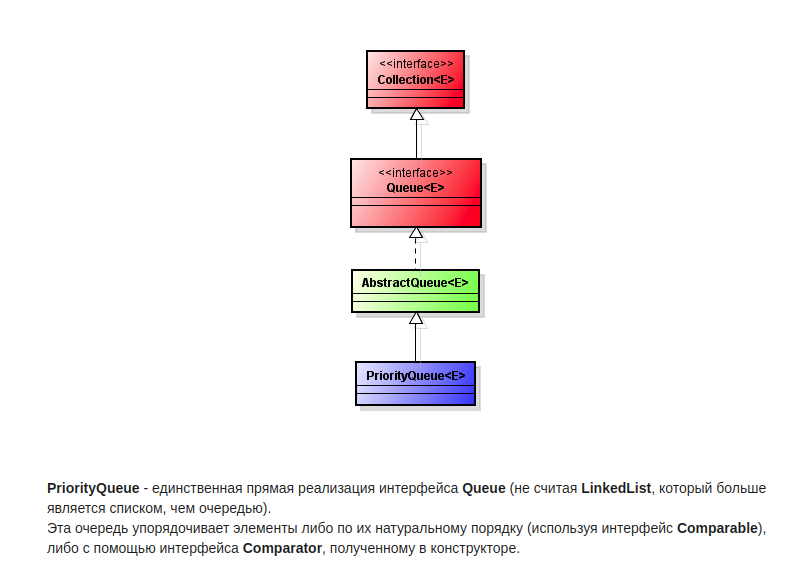 <<interface>>
Collection<E>
<<interface>>
Queue<E>
AbstractQueue<E>
PriorityQueue<E>
PriorityQueue - единственная прямая реализация интерфейса Queue (не считая LinkedList, который больше
является списком, чем очередью).
Эта очередь упорядочивает элементы либо по их натуральному порядку (используя интерфейс Comparable),
либо с помощью интерфейса Comparator, полученному в конструкторе.